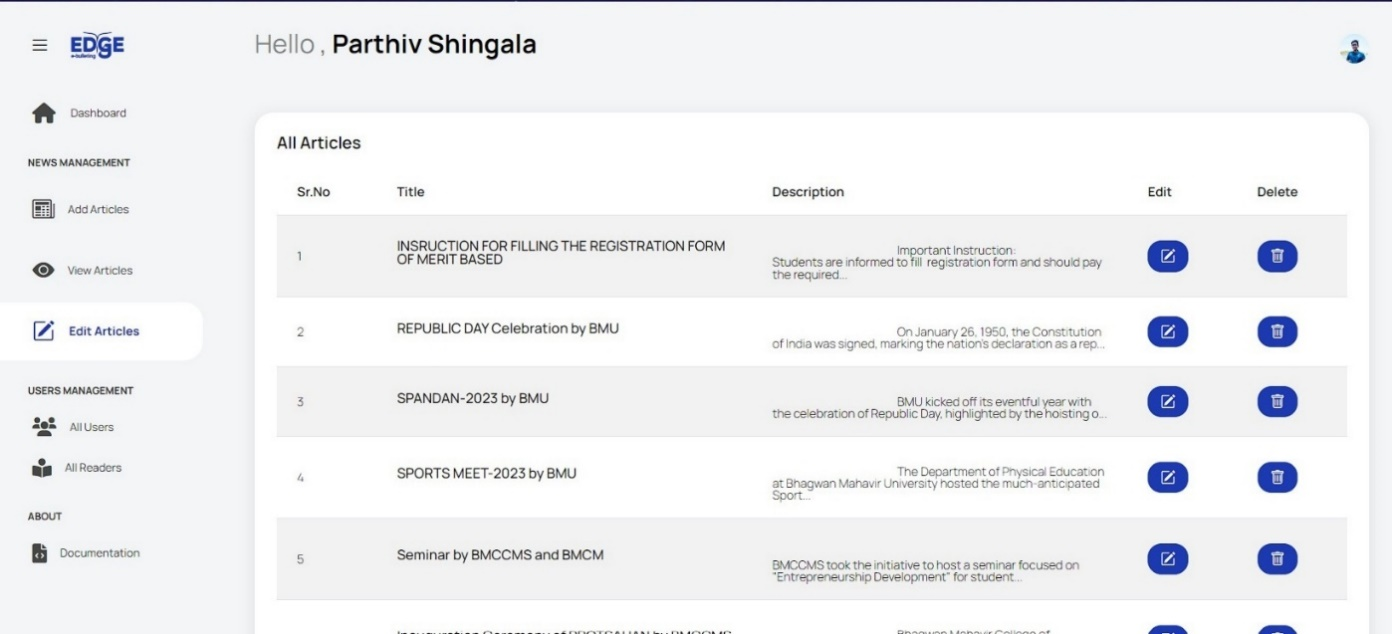 EDGE
Hello , Parthiv Shingala
Dashboard
NEWS MANAGEMENT
Add Articles
View Articles
Edit Articles
USERS MANAGEMENT
All Users
All Readers
ABOUT
Documentation
All Articles
Sr.No Title Description Edit Delete
1
INSRUCTION FOR FILLING THE REGISTRATION FORM
OF MERIT BASED
Important Instruction:
Students are informed to fill registration form and should pay
the required...
2
REPUBLIC DAY Celebration by BMU
On January 26, 1950, the Constitution
of India was signed, marking the nation's declaration as a rep...
3
SPANDAN-2023 by BMU
BMU kicked off its eventful year with
the celebration of Republic Day, highlighted by the hoisting o...
4
SPORTS MEET-2023 by BMU
The Department of Physical Education
at Bhagwan Mahavir University hosted the much-anticipated
Sport...
5
Seminar by BMCCMS and BMCM
BMCCMS took the initiative to host a seminar focused on
"Entrepreneurship Development" for student...